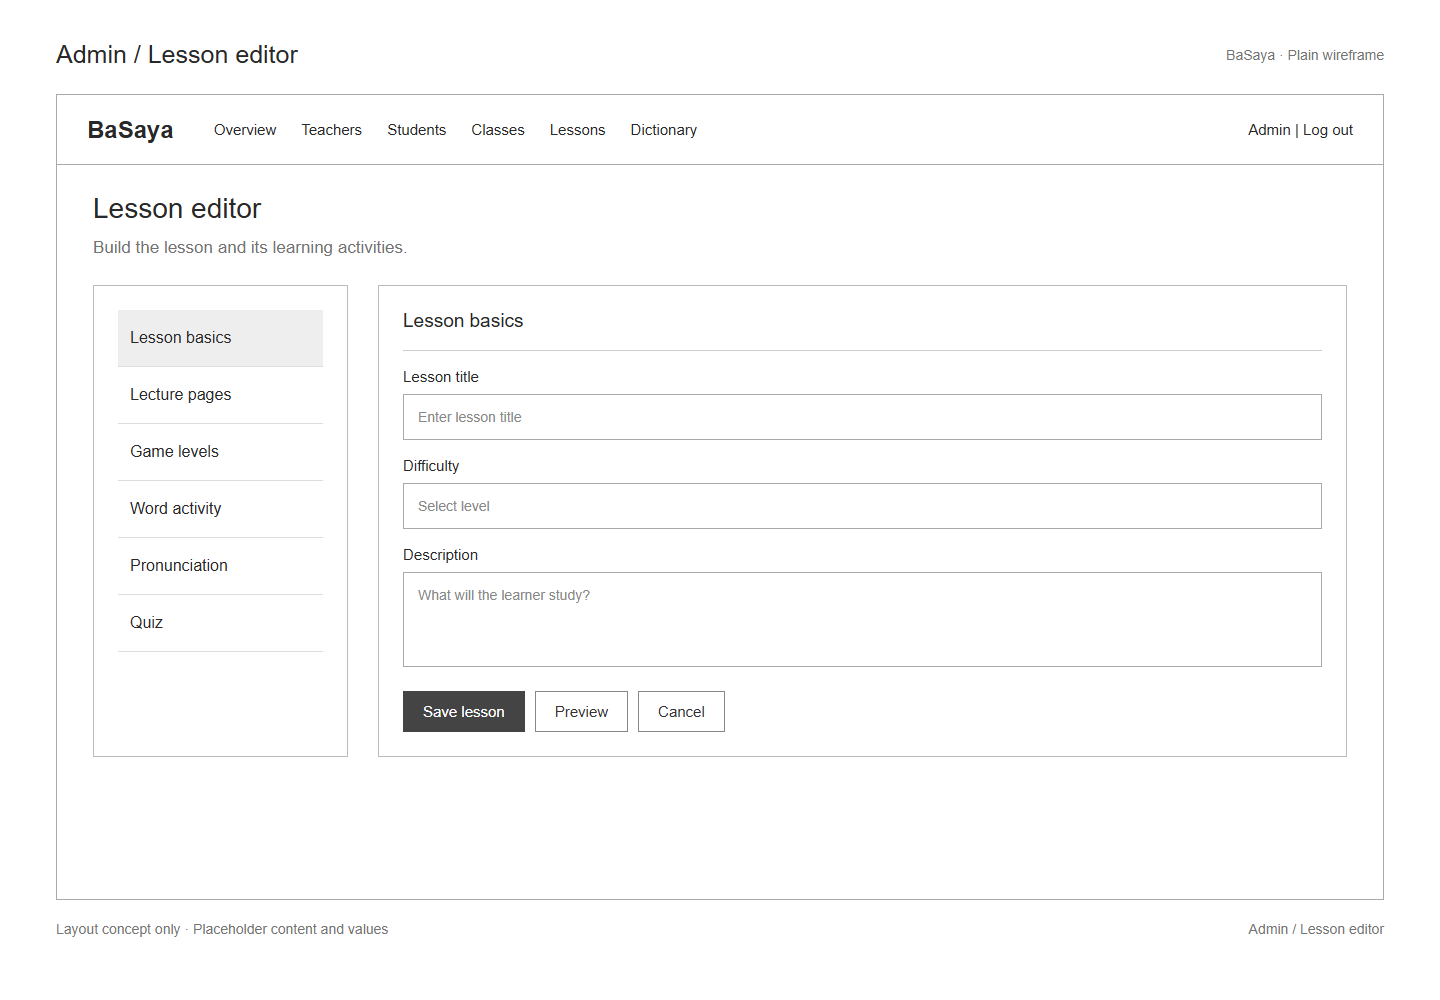 Admin / Lesson editor
BaSaya · Plain wireframe
BaSaya Overview Teachers Students Classes Lessons Dictionary Admin | Log out
Lesson editor
Build the lesson and its learning activities.
Lesson basics
Lecture pages
Game levels
Word activity
Pronunciation
Quiz
Lesson basics
Lesson title
Enter lesson title
Difficulty
Select level
Description
What will the learner study?
Save lesson Preview Cancel
Layout concept only · Placeholder content and values
Admin / Lesson editor